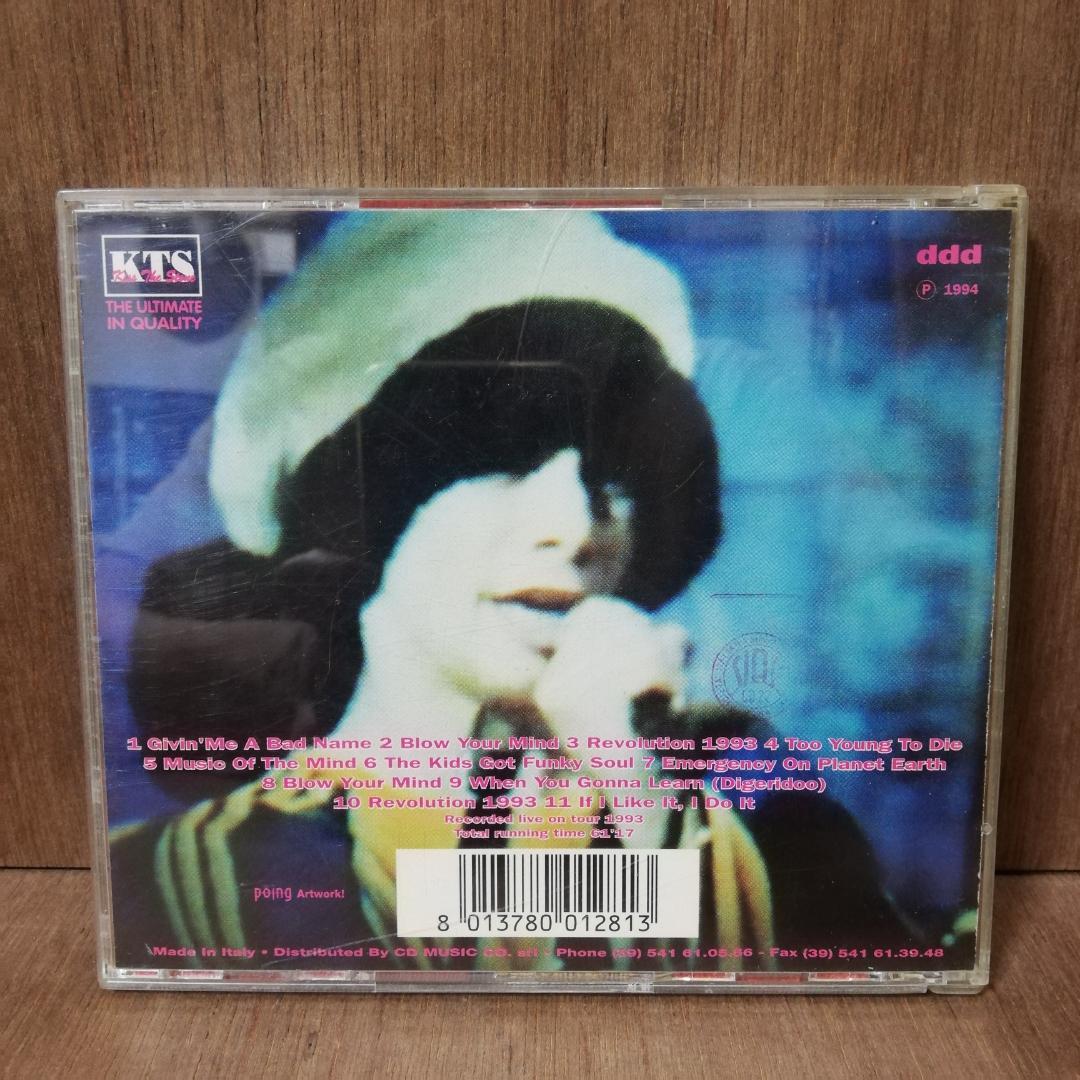 KTS
Kiss The Stone
THE ULTIMATE
IN QUALITY
ddd
℗ 1994
1 Givin'Me A Bad Name 2 Blow Your Mind 3 Revolution 1993 4 Too Young To Die
5 Music Of The Mind 6 The Kids Got Funky Soul 7 Emergency On Planet Earth
8 Blow Your Mind 9 When You Gonna Learn (Digeridoo)
10 Revolution 1993 11 If I Like It, I Do It
Recorded live on tour 1993
Total running time 61'17
poing Artwork!
8 013780 012813
Made in Italy • Distributed By CD MUSIC CO. srl - Phone (39) 541 61.05.86 - Fax (39) 541 61.39.48